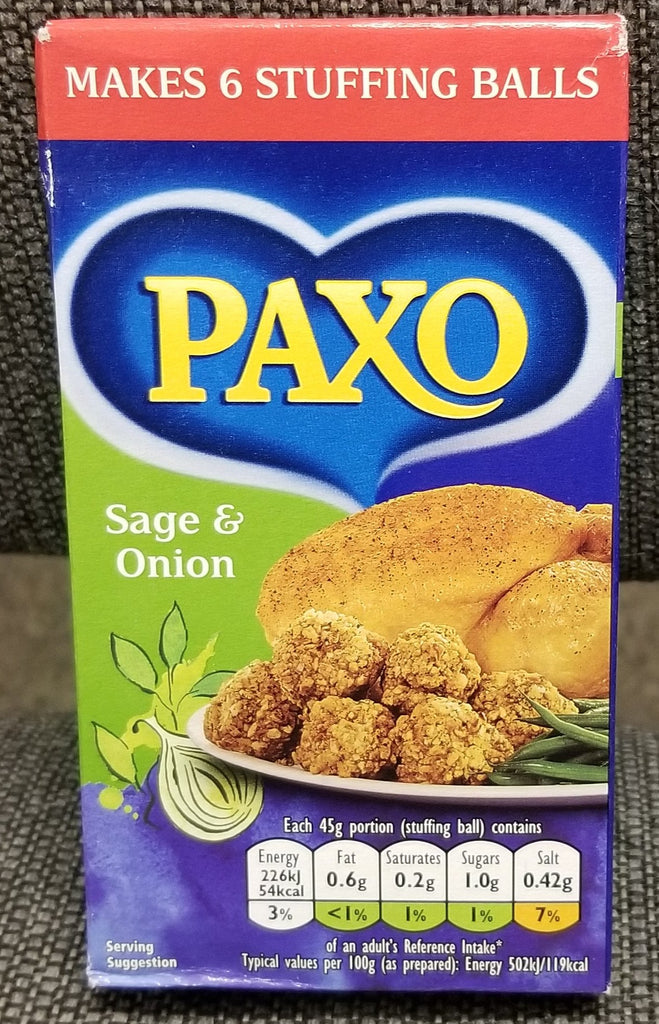 MAKES 6 STUFFING BALLS
PAXO
Sage &
Onion
Each 45g portion (stuffing ball) contains
Energy Fat Saturates Sugars Salt
226kJ 0.6g 0.2g 1.0g 0.42g
54kcal
3% <1% 1% 1% 7%
of an adult's Reference Intake*
Typical values per 100g (as prepared): Energy 502kJ/119kcal
Serving
Suggestion